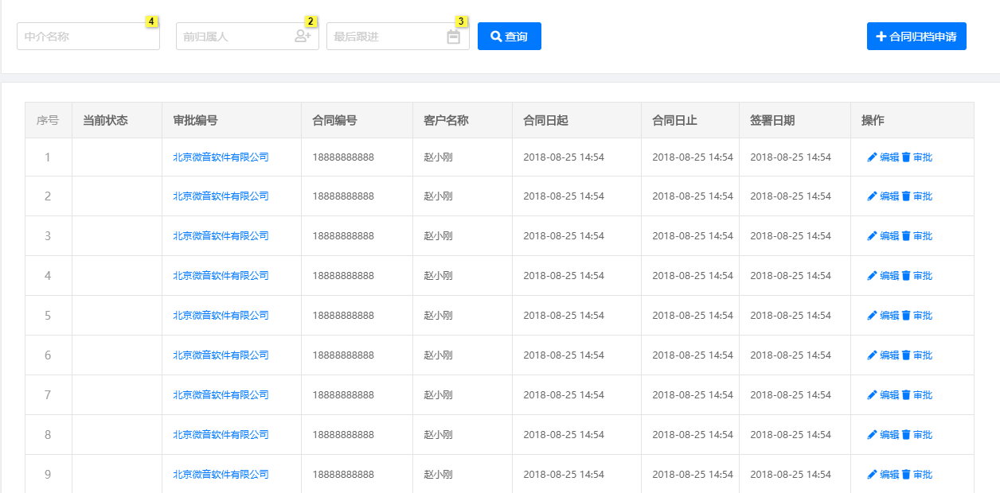 4 2 3
中介名称 前归属人 最后跟进 查询 合同归档申请
序号 当前状态 审批编号 合同编号 客户名称 合同日起 合同日止 签署日期 操作
1 北京微音软件有限公司 18888888888 赵小刚 2018-08-25 14:54 2018-08-25 14:54 2018-08-25 14:54 编辑 审批
2 北京微音软件有限公司 18888888888 赵小刚 2018-08-25 14:54 2018-08-25 14:54 2018-08-25 14:54 编辑 审批
3 北京微音软件有限公司 18888888888 赵小刚 2018-08-25 14:54 2018-08-25 14:54 2018-08-25 14:54 编辑 审批
4 北京微音软件有限公司 18888888888 赵小刚 2018-08-25 14:54 2018-08-25 14:54 2018-08-25 14:54 编辑 审批
5 北京微音软件有限公司 18888888888 赵小刚 2018-08-25 14:54 2018-08-25 14:54 2018-08-25 14:54 编辑 审批
6 北京微音软件有限公司 18888888888 赵小刚 2018-08-25 14:54 2018-08-25 14:54 2018-08-25 14:54 编辑 审批
7 北京微音软件有限公司 18888888888 赵小刚 2018-08-25 14:54 2018-08-25 14:54 2018-08-25 14:54 编辑 审批
8 北京微音软件有限公司 18888888888 赵小刚 2018-08-25 14:54 2018-08-25 14:54 2018-08-25 14:54 编辑 审批
9 北京微音软件有限公司 18888888888 赵小刚 2018-08-25 14:54 2018-08-25 14:54 2018-08-25 14:54 编辑 审批